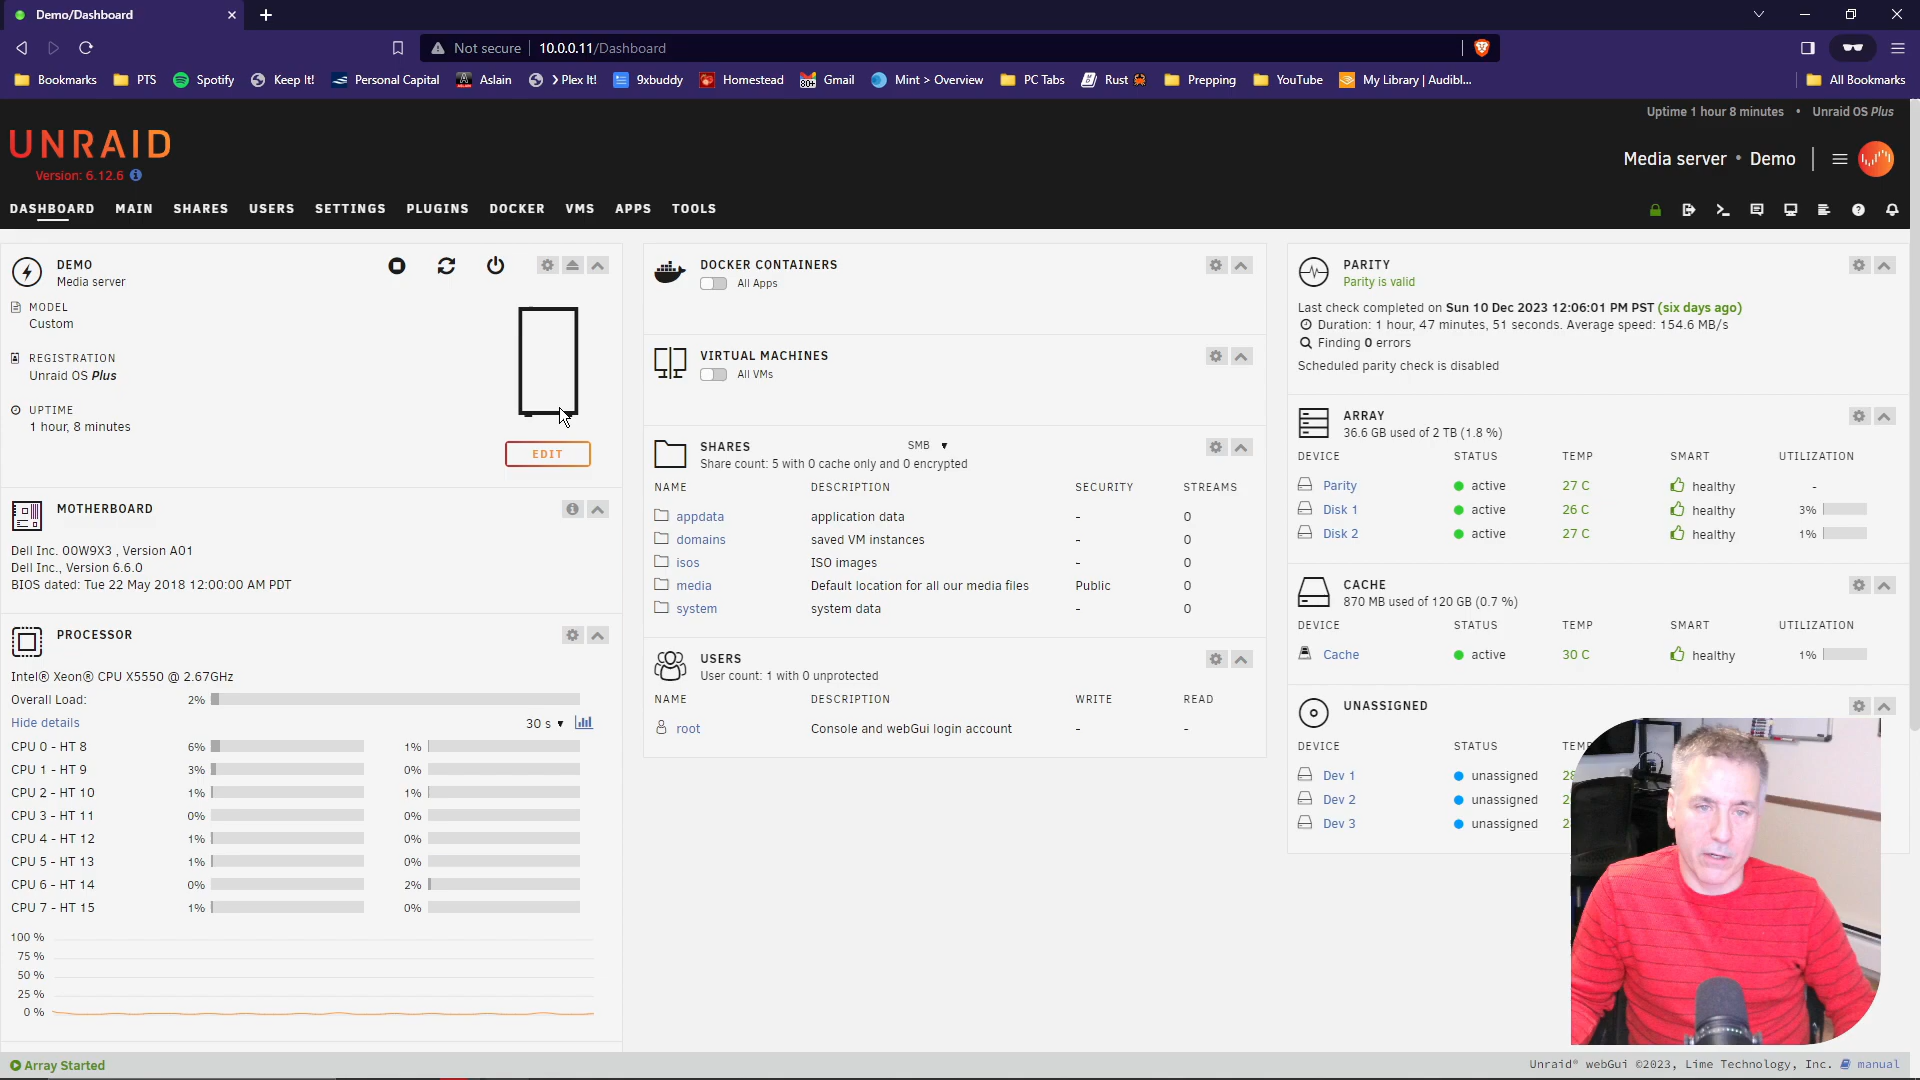 Demo/Dashboard
Not secure 10.0.0.11/Dashboard
Bookmarks PTS Spotify Keep It! Personal Capital Aslain > Plex It! 9xbuddy Homestead Gmail Mint > Overview PC Tabs Rust Prepping YouTube My Library | Audibl... All Bookmarks
Uptime 1 hour 8 minutes • Unraid OS Plus
UNRAID
Version: 6.12.6
Media server • Demo
DASHBOARD MAIN SHARES USERS SETTINGS PLUGINS DOCKER VMS APPS TOOLS
DEMO
Media server
MODEL
Custom
REGISTRATION
Unraid OS Plus
UPTIME
1 hour, 8 minutes
EDIT
MOTHERBOARD
Dell Inc. 00W9X3 , Version A01
Dell Inc., Version 6.6.0
BIOS dated: Tue 22 May 2018 12:00:00 AM PDT
PROCESSOR
Intel® Xeon® CPU X5550 @ 2.67GHz
Overall Load: 2%
Hide details 30 s
CPU 0 - HT 8 6% 1%
CPU 1 - HT 9 3% 0%
CPU 2 - HT 10 1% 1%
CPU 3 - HT 11 0% 0%
CPU 4 - HT 12 1% 0%
CPU 5 - HT 13 1% 0%
CPU 6 - HT 14 0% 2%
CPU 7 - HT 15 1% 0%
100 %
75 %
50 %
25 %
0 %
DOCKER CONTAINERS
All Apps
VIRTUAL MACHINES
All VMs
SHARES SMB
Share count: 5 with 0 cache only and 0 encrypted
NAME DESCRIPTION SECURITY STREAMS
appdata application data - 0
domains saved VM instances - 0
isos ISO images - 0
media Default location for all our media files Public 0
system system data - 0
USERS
User count: 1 with 0 unprotected
NAME DESCRIPTION WRITE READ
root Console and webGui login account - -
PARITY
Parity is valid
Last check completed on Sun 10 Dec 2023 12:06:01 PM PST (six days ago)
Duration: 1 hour, 47 minutes, 51 seconds. Average speed: 154.6 MB/s
Finding 0 errors
Scheduled parity check is disabled
ARRAY
36.6 GB used of 2 TB (1.8 %)
DEVICE STATUS TEMP SMART UTILIZATION
Parity active 27 C healthy -
Disk 1 active 26 C healthy 3%
Disk 2 active 27 C healthy 1%
CACHE
870 MB used of 120 GB (0.7 %)
DEVICE STATUS TEMP SMART UTILIZATION
Cache active 30 C healthy 1%
UNASSIGNED
DEVICE STATUS TEMP
Dev 1 unassigned 28
Dev 2 unassigned
Dev 3 unassigned
Array Started
Unraid® webGui ©2023, Lime Technology, Inc. manual